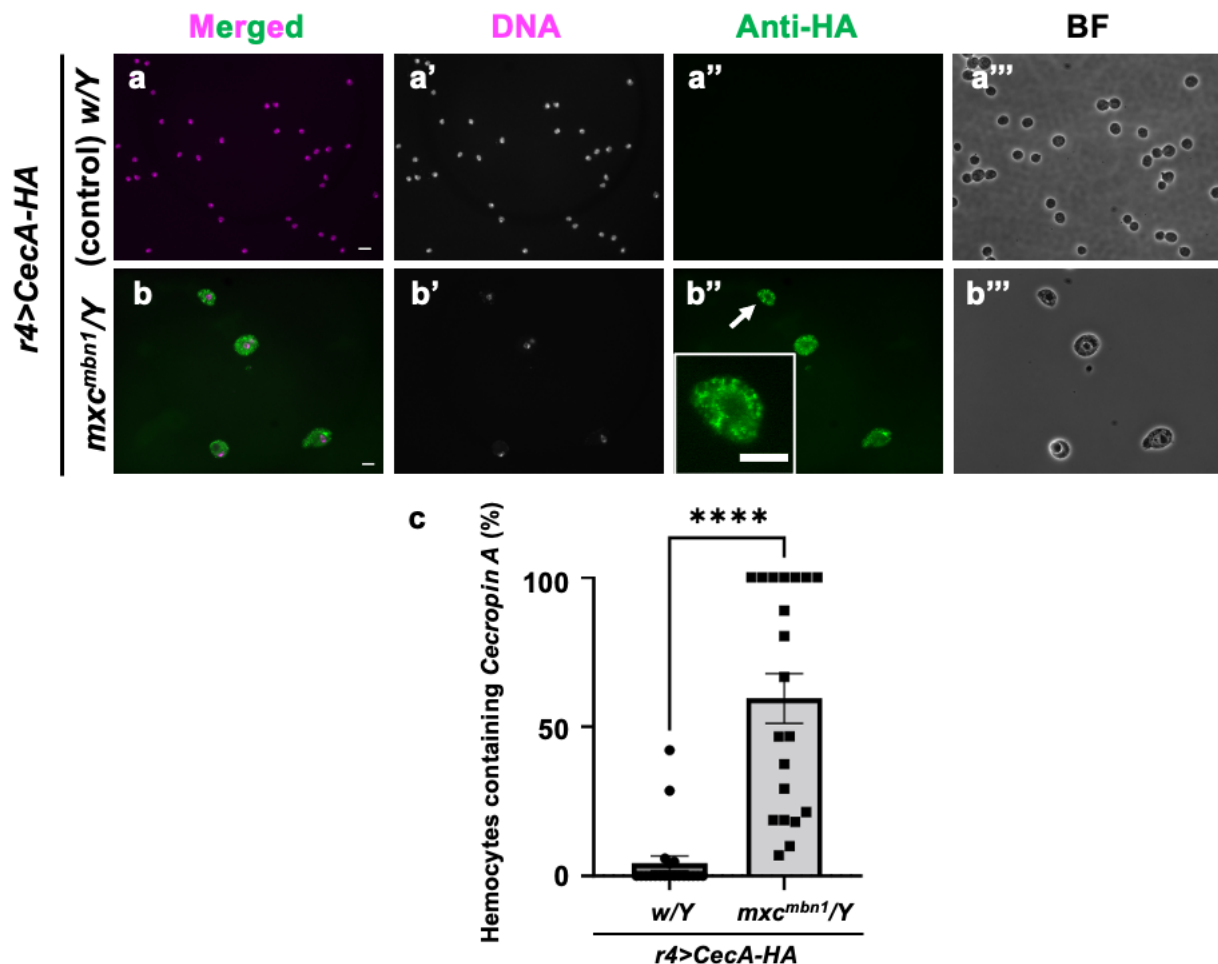 Merged DNA Anti-HA BF
r4>CecA-HA
(control) w/Y
a a’ a’’ a’’’
mxcmbn1/Y
b b’ b’’ b’’’
c
****
Hemocytes containing Cecropin A (%)
100
50
0
w/Y mxcmbn1/Y
r4>CecA-HA